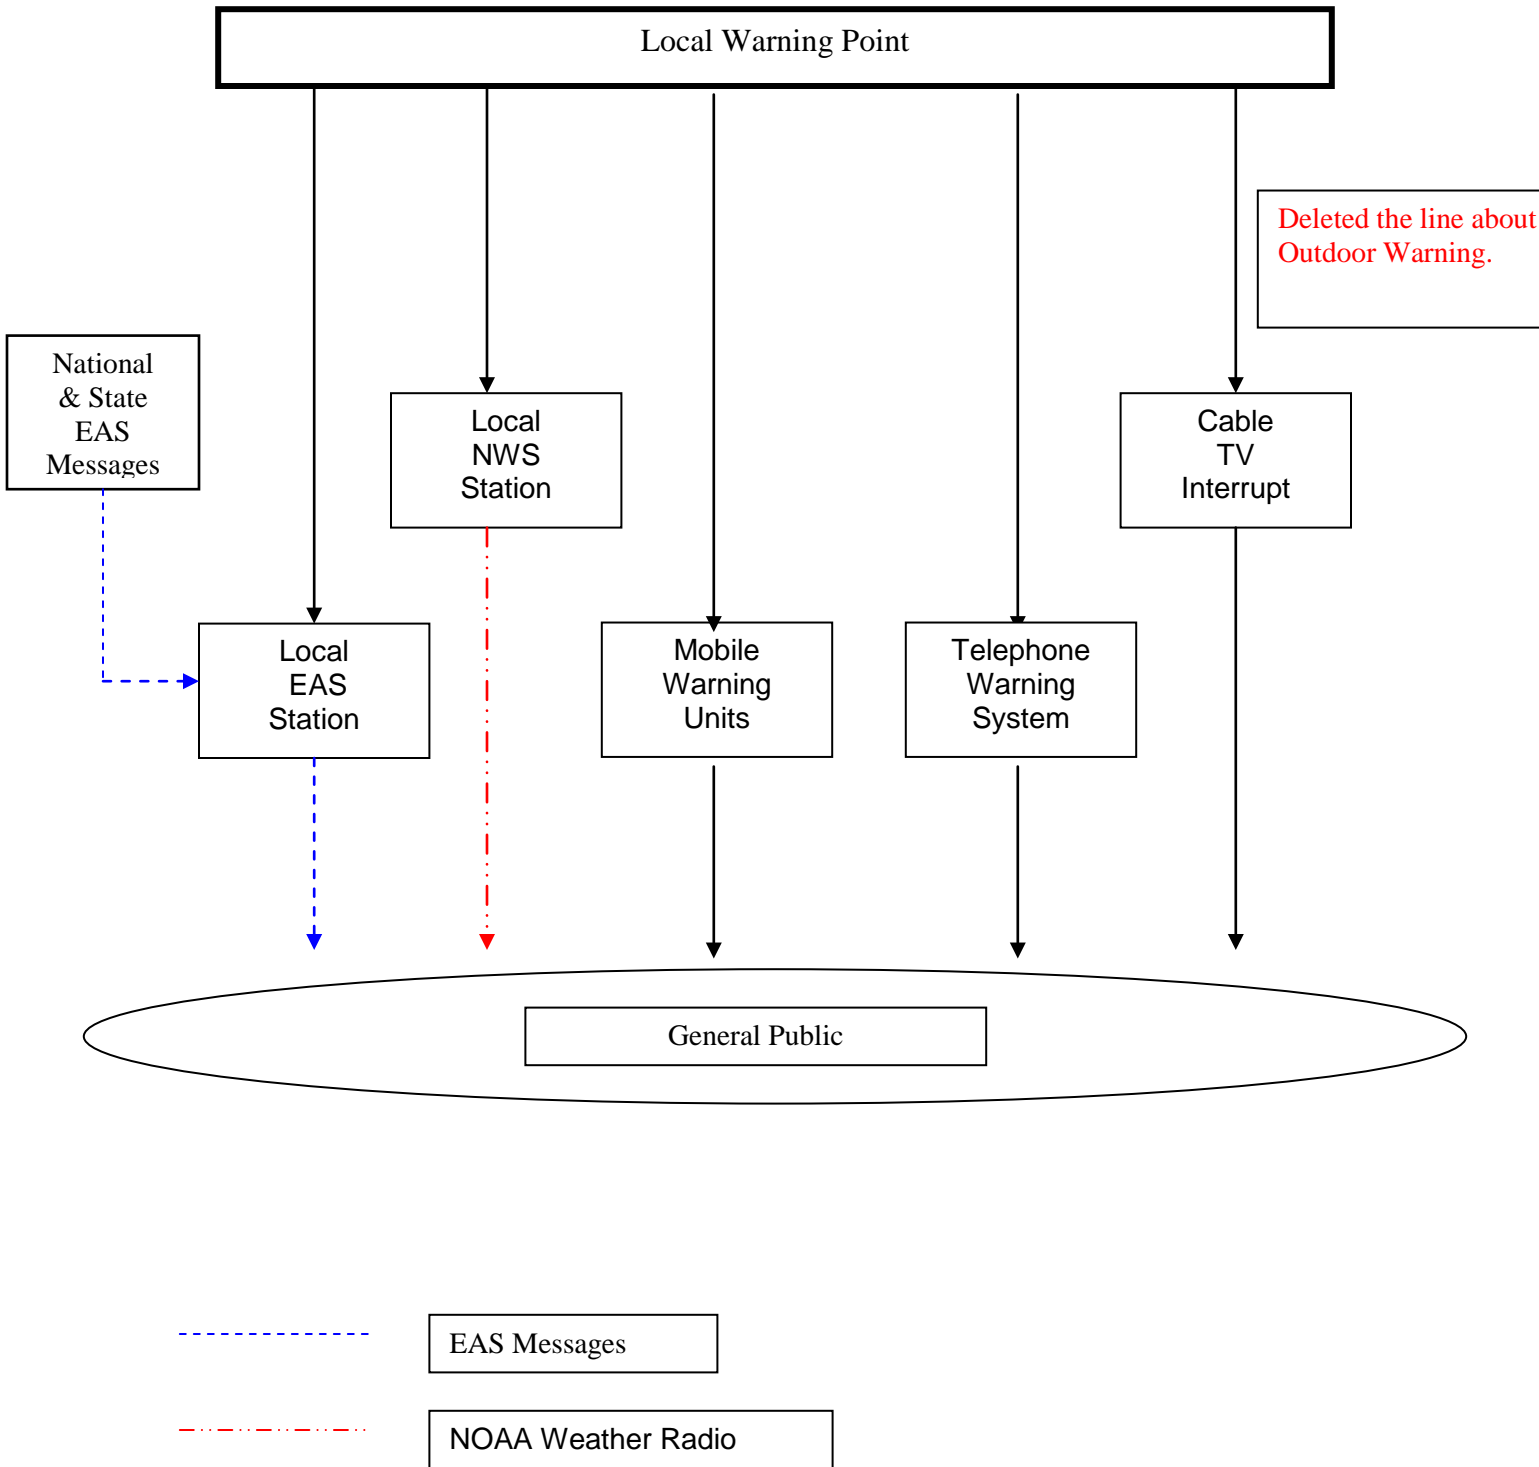 Local Warning Point
Deleted the line about
Outdoor Warning.
National
& State
EAS
Messages
Local
NWS
Station
Cable
TV
Interrupt
Local
EAS
Station
Mobile
Warning
Units
Telephone
Warning
System
General Public
EAS Messages
NOAA Weather Radio